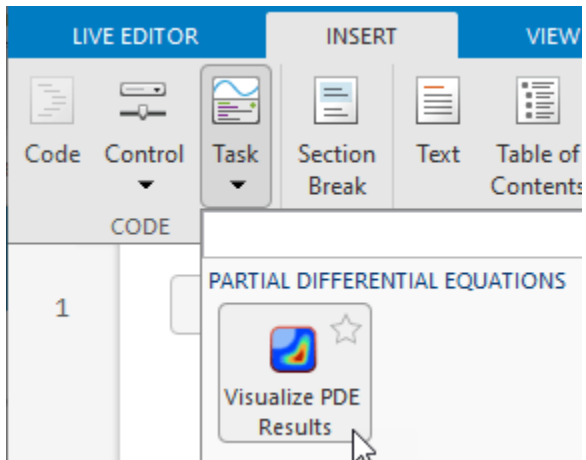 LIVE EDITOR INSERT VIEW
Code Control Task Section Text Table of
Break Contents
CODE
PARTIAL DIFFERENTIAL EQUATIONS
1
Visualize PDE
Results